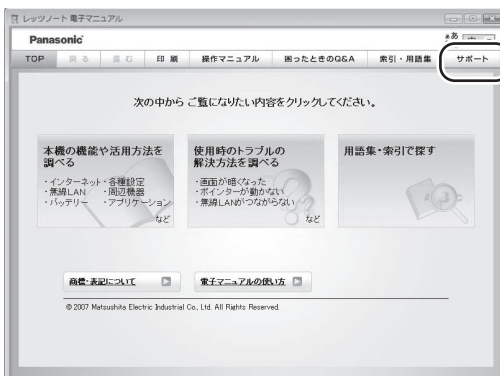 レッツノート 電子マニュアル
Panasonic
あ 中
TOP 戻る 進む 印刷 操作マニュアル 困ったときのQ&A 索引・用語集 サポート
次の中から ご覧になりたい内容をクリックしてください。
本機の機能や活用方法を
調べる
・インターネット ・各種設定
・無線LAN ・周辺機器
・バッテリー ・アプリケーション
など
使用時のトラブルの
解決方法を調べる
・画面が暗くなった
・ポインターが動かない
・無線LANがつながらない
など
用語集・索引で探す
商標・表記について
電子マニュアルの使い方
© 2007 Matsushita Electric Industrial Co., Ltd. All Rights Reserved.